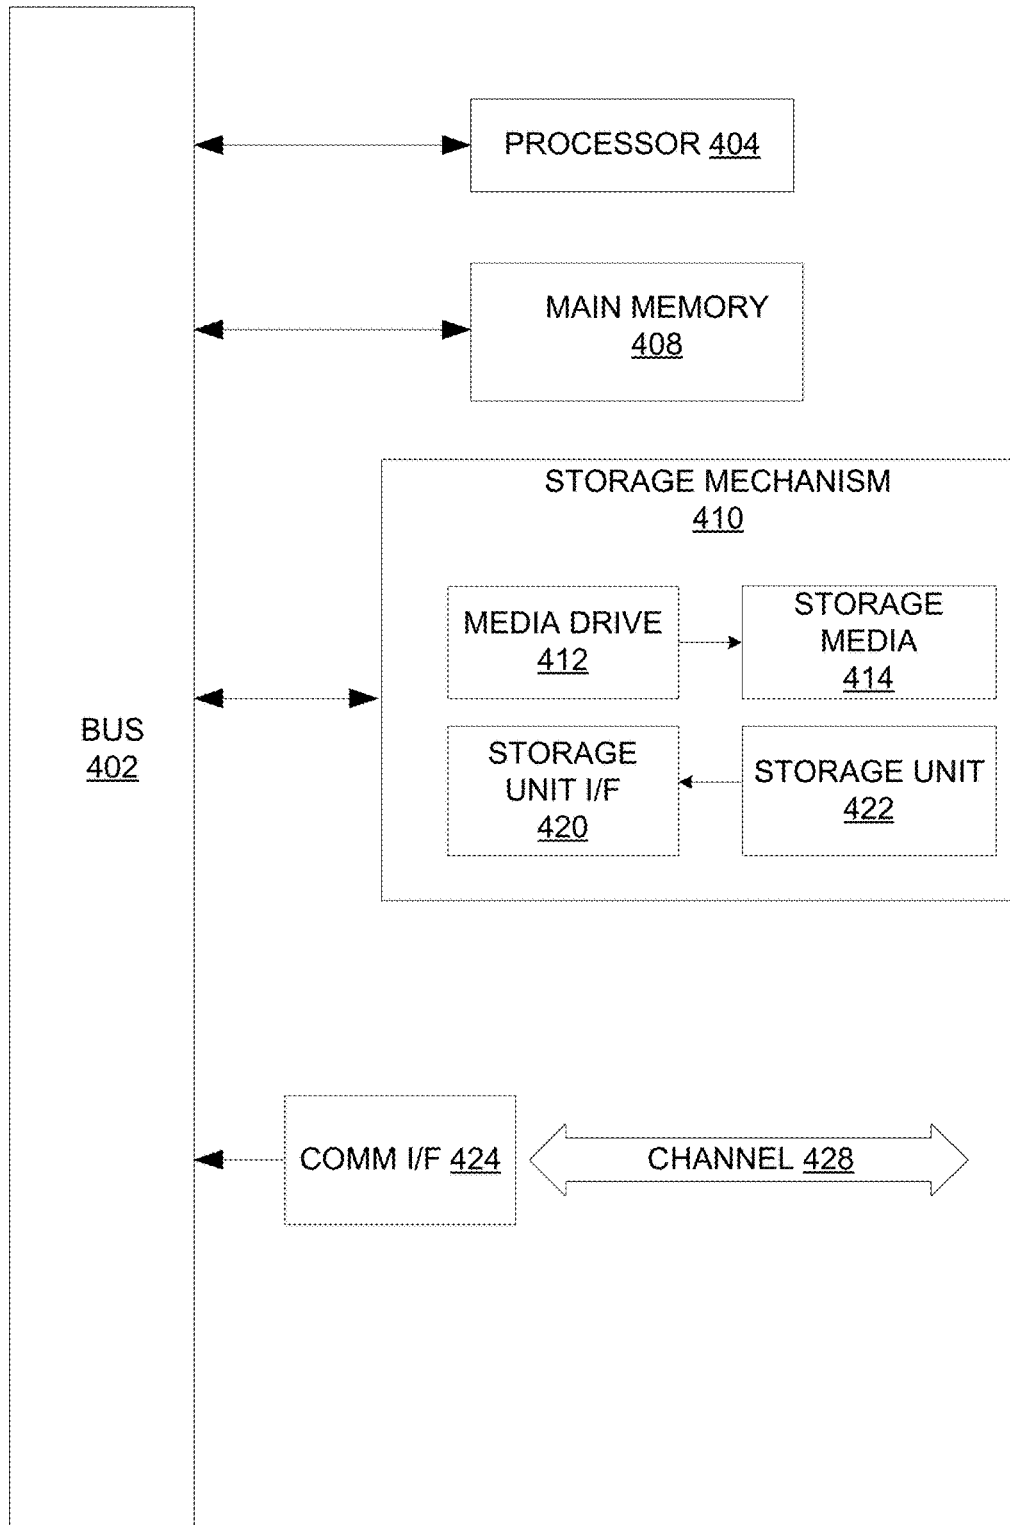 PROCESSOR 404
MAIN MEMORY
408
STORAGE MECHANISM
410
MEDIA DRIVE
412
STORAGE
MEDIA
414
BUS
402
STORAGE
UNIT I/F
420
STORAGE UNIT
422
COMM I/F 424
CHANNEL 428